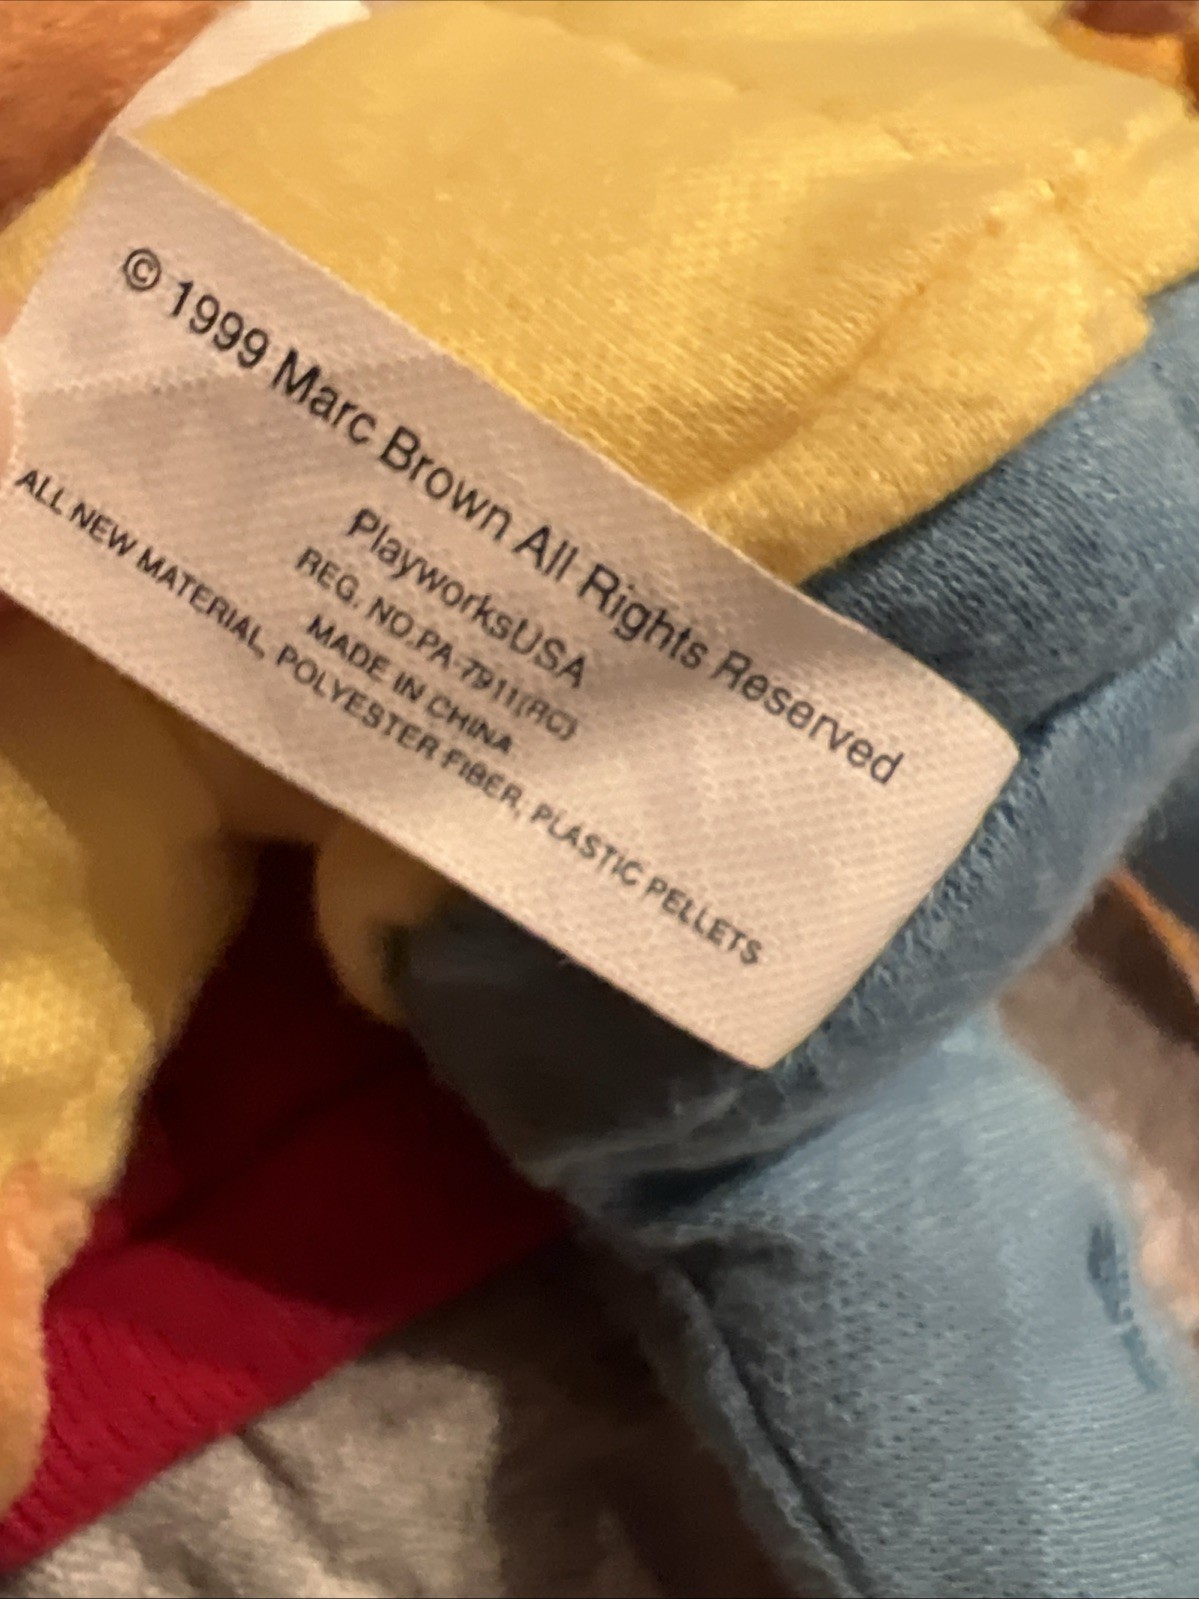 © 1999 Marc Brown All Rights Reserved
PlayworksUSA
REG. NO.PA-7911(RC)
MADE IN CHINA
ALL NEW MATERIAL, POLYESTER FIBER, PLASTIC PELLETS